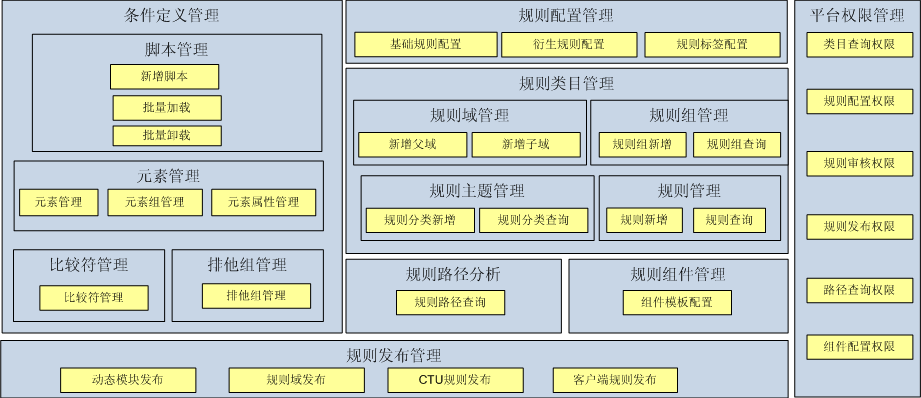 条件定义管理
脚本管理
新增脚本
批量加载
批量卸载
元素管理
元素管理
元素组管理
元素属性管理
比较符管理
比较符管理
排他组管理
排他组管理
规则配置管理
基础规则配置
衍生规则配置
规则标签配置
规则类目管理
规则域管理
新增父域
新增子域
规则组管理
规则组新增
规则组查询
规则主题管理
规则分类新增
规则分类查询
规则管理
规则新增
规则查询
规则路径分析
规则路径查询
规则组件管理
组件模板配置
规则发布管理
动态模块发布
规则域发布
CTU规则发布
客户端规则发布
平台权限管理
类目查询权限
规则配置权限
规则审核权限
规则发布权限
路径查询权限
组件配置权限